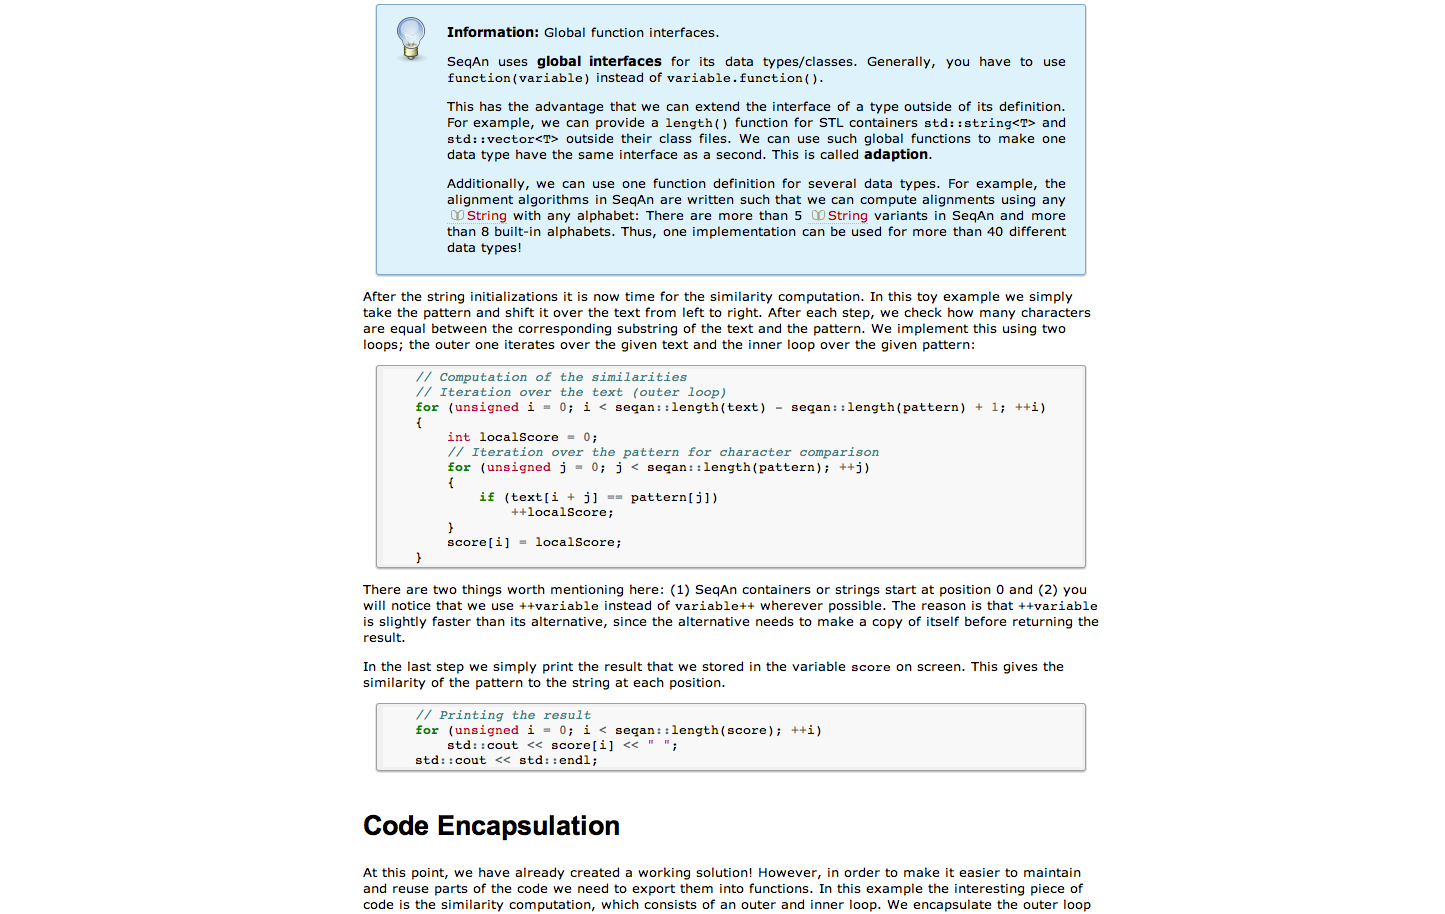 Information: Global function interfaces.
SeqAn uses global interfaces for its data types/classes. Generally, you have to use
function(variable) instead of variable.function().
This has the advantage that we can extend the interface of a type outside of its definition.
For example, we can provide a length() function for STL containers std::string<T> and
std::vector<T> outside their class files. We can use such global functions to make one
data type have the same interface as a second. This is called adaption.
Additionally, we can use one function definition for several data types. For example, the
alignment algorithms in SeqAn are written such that we can compute alignments using any
String with any alphabet: There are more than 5 String variants in SeqAn and more
than 8 built-in alphabets. Thus, one implementation can be used for more than 40 different
data types!
After the string initializations it is now time for the similarity computation. In this toy example we simply
take the pattern and shift it over the text from left to right. After each step, we check how many characters
are equal between the corresponding substring of the text and the pattern. We implement this using two
loops; the outer one iterates over the given text and the inner loop over the given pattern:
// Computation of the similarities
// Iteration over the text (outer loop)
for (unsigned i = 0; i < seqan::length(text) - seqan::length(pattern) + 1; ++i)
{
int localScore = 0;
// Iteration over the pattern for character comparison
for (unsigned j = 0; j < seqan::length(pattern); ++j)
{
if (text[i + j] == pattern[j])
++localScore;
}
score[i] = localScore;
}
There are two things worth mentioning here: (1) SeqAn containers or strings start at position 0 and (2) you
will notice that we use ++variable instead of variable++ wherever possible. The reason is that ++variable
is slightly faster than its alternative, since the alternative needs to make a copy of itself before returning the
result.
In the last step we simply print the result that we stored in the variable score on screen. This gives the
similarity of the pattern to the string at each position.
// Printing the result
for (unsigned i = 0; i < seqan::length(score); ++i)
std::cout << score[i] << " ";
std::cout << std::endl;
Code Encapsulation
At this point, we have already created a working solution! However, in order to make it easier to maintain
and reuse parts of the code we need to export them into functions. In this example the interesting piece of
code is the similarity computation, which consists of an outer and inner loop. We encapsulate the outer loop